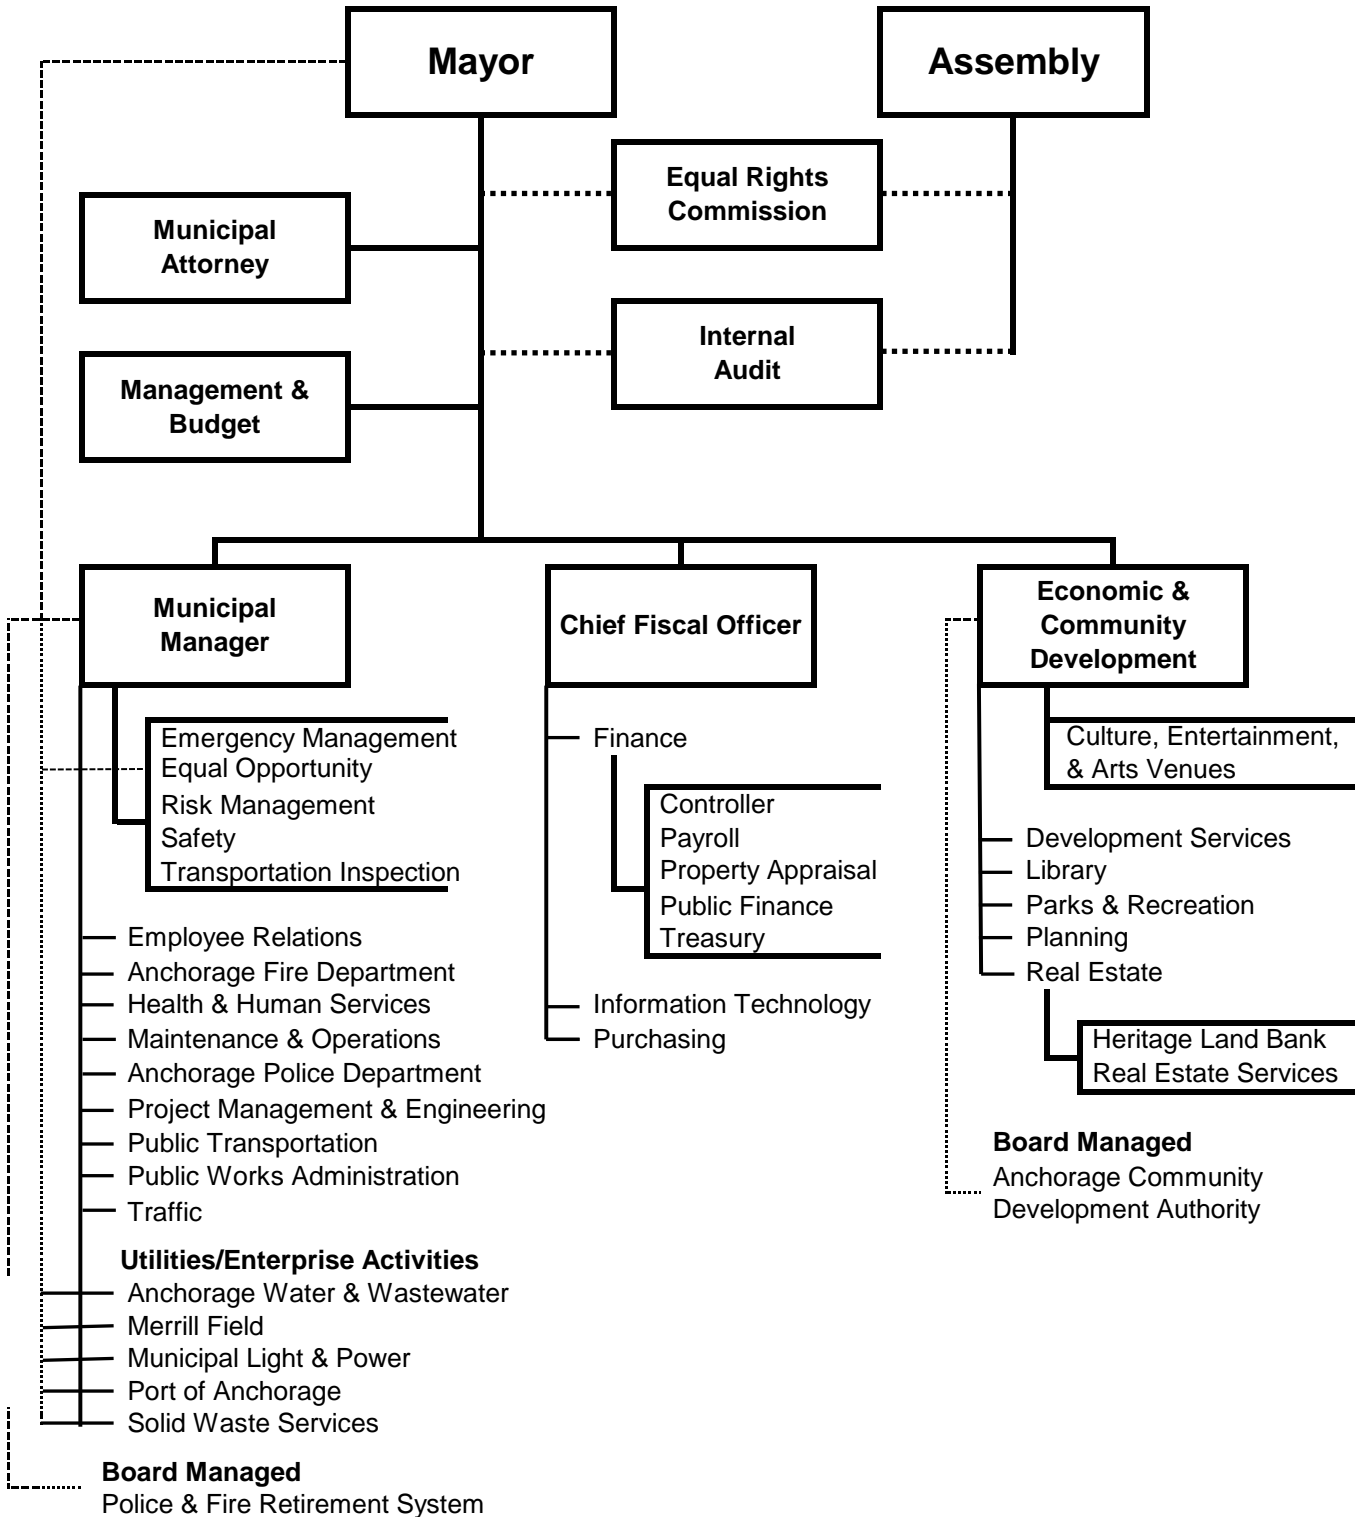 Mayor
Assembly
Equal Rights
Commission
Municipal
Attorney
Internal
Audit
Management &
Budget
Municipal
Manager
Emergency Management
Equal Opportunity
Risk Management
Safety
Transportation Inspection
Employee Relations
Anchorage Fire Department
Health & Human Services
Maintenance & Operations
Anchorage Police Department
Project Management & Engineering
Public Transportation
Public Works Administration
Traffic
Utilities/Enterprise Activities
Anchorage Water & Wastewater
Merrill Field
Municipal Light & Power
Port of Anchorage
Solid Waste Services
Board Managed
Police & Fire Retirement System
Chief Fiscal Officer
Finance
Controller
Payroll
Property Appraisal
Public Finance
Treasury
Information Technology
Purchasing
Economic &
Community
Development
Culture, Entertainment,
& Arts Venues
Development Services
Library
Parks & Recreation
Planning
Real Estate
Heritage Land Bank
Real Estate Services
Board Managed
Anchorage Community
Development Authority